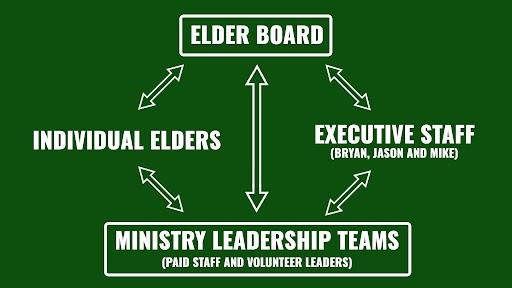 ELDER BOARD
INDIVIDUAL ELDERS
EXECUTIVE STAFF
(BRYAN, JASON AND MIKE)
MINISTRY LEADERSHIP TEAMS
(PAID STAFF AND VOLUNTEER LEADERS)